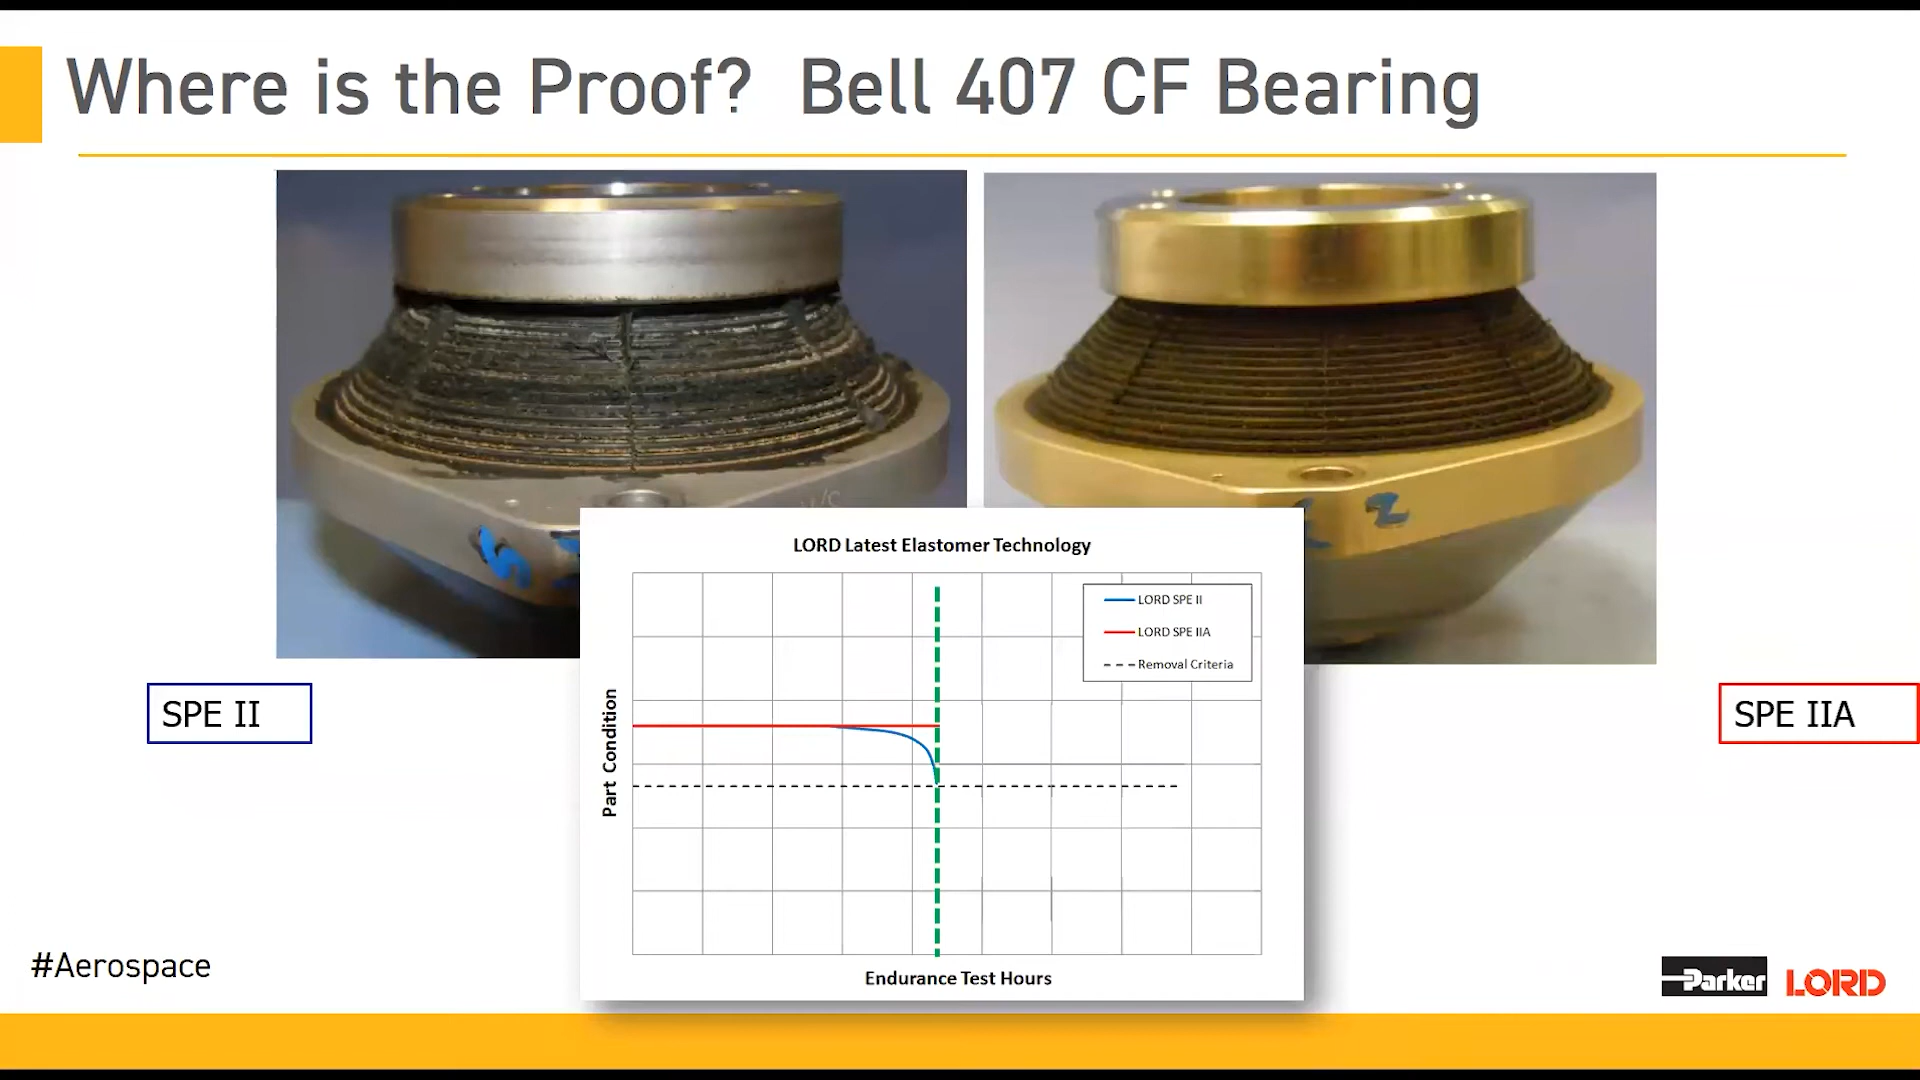 Where is the Proof? Bell 407 CF Bearing
LORD Latest Elastomer Technology
LORD SPE II
LORD SPE IIA
Removal Criteria
Part Condition
Endurance Test Hours
SPE II
SPE IIA
#Aerospace
Parker LORD